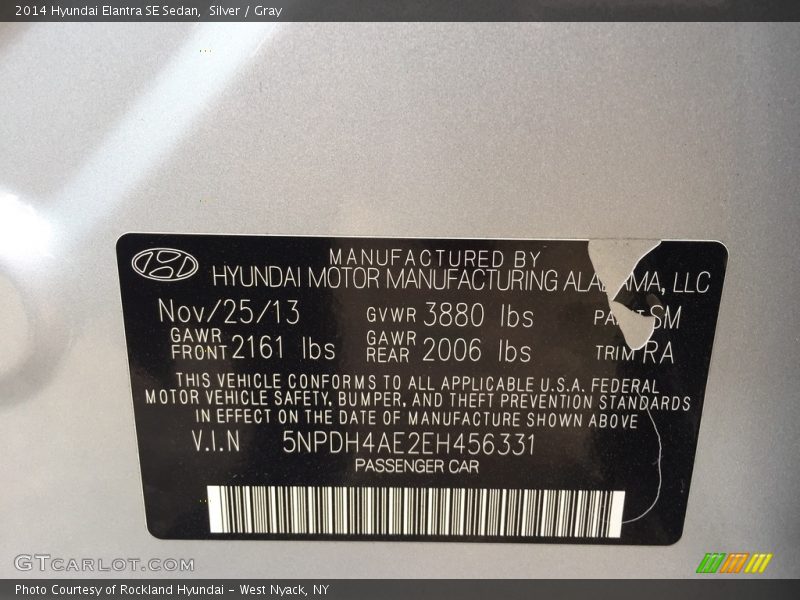 2014 Hyundai Elantra SE Sedan, Silver / Gray
MANUFACTURED BY
HYUNDAI MOTOR MANUFACTURING ALABAMA, LLC
Nov/25/13 GVWR 3880 lbs PAINT SM
GAWR FRONT 2161 lbs GAWR REAR 2006 lbs TRIM RA
THIS VEHICLE CONFORMS TO ALL APPLICABLE U.S.A. FEDERAL
MOTOR VEHICLE SAFETY, BUMPER, AND THEFT PREVENTION STANDARDS
IN EFFECT ON THE DATE OF MANUFACTURE SHOWN ABOVE
V.I.N 5NPDH4AE2EH456331
PASSENGER CAR
GTCARLOT.COM
Photo Courtesy of Rockland Hyundai - West Nyack, NY